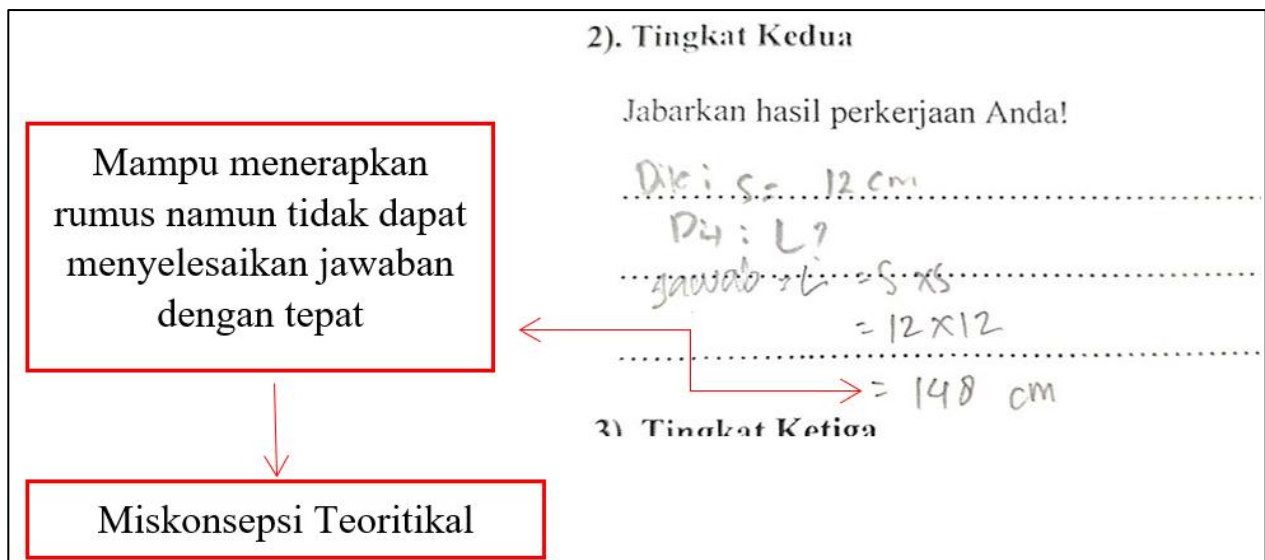 2). Tingkat Kedua
Jabarkan hasil perkerjaan Anda!
Dik : S = 12 cm
Dit : L ?
Jawab : L = S x S
= 12 x 12
= 148 cm
3) Tingkat Ketiga
Mampu menerapkan
rumus namun tidak dapat
menyelesaikan jawaban
dengan tepat
Miskonsepsi Teoritikal